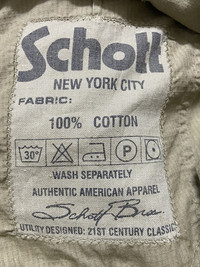 Schott
NEW YORK CITY
FABRIC:
100% COTTON
30° P
WASH SEPARATELY
AUTHENTIC AMERICAN APPAREL
Schott Bros
UTILITY DESIGNED: 21ST CENTURY CLASSIC